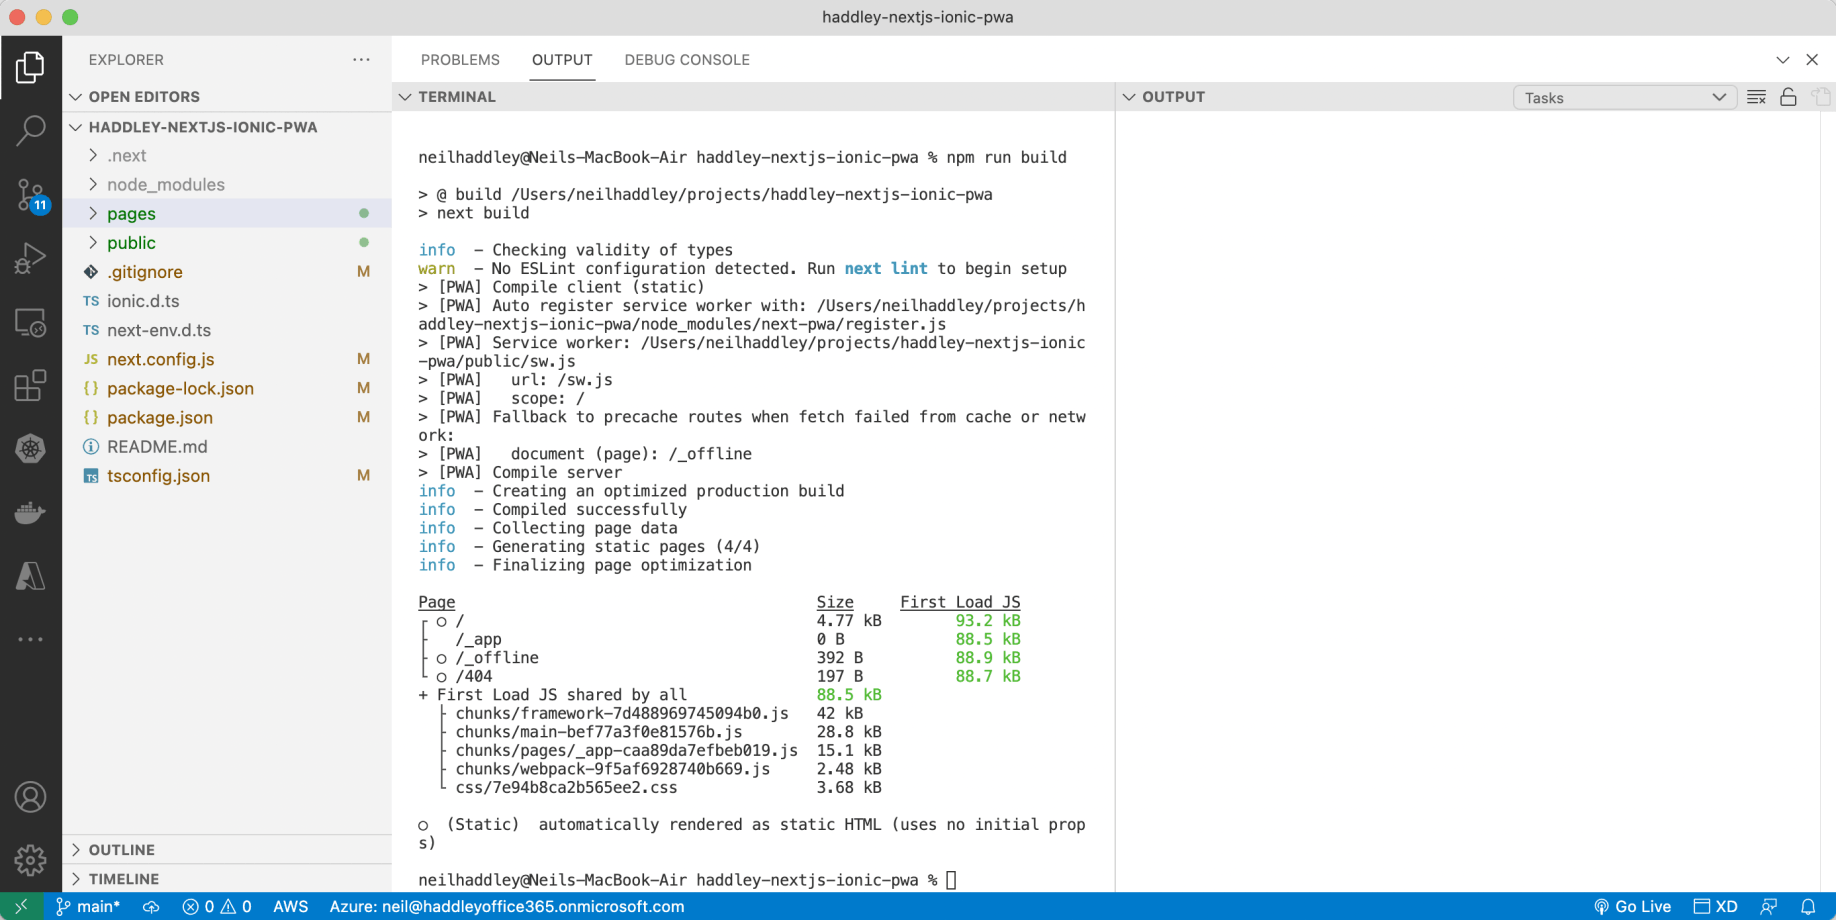 haddley-nextjs-ionic-pwa
EXPLORER
OPEN EDITORS
HADDLEY-NEXTJS-IONIC-PWA
.next
node_modules
pages
public
.gitignore M
TS ionic.d.ts
TS next-env.d.ts
JS next.config.js M
{} package-lock.json M
{} package.json M
README.md
TS tsconfig.json M
OUTLINE
TIMELINE
11
PROBLEMS OUTPUT DEBUG CONSOLE
TERMINAL
neilhaddley@Neils-MacBook-Air haddley-nextjs-ionic-pwa % npm run build
> @ build /Users/neilhaddley/projects/haddley-nextjs-ionic-pwa
> next build
info - Checking validity of types
warn - No ESLint configuration detected. Run next lint to begin setup
> [PWA] Compile client (static)
> [PWA] Auto register service worker with: /Users/neilhaddley/projects/h
addley-nextjs-ionic-pwa/node_modules/next-pwa/register.js
> [PWA] Service worker: /Users/neilhaddley/projects/haddley-nextjs-ionic
-pwa/public/sw.js
> [PWA] url: /sw.js
> [PWA] scope: /
> [PWA] Fallback to precache routes when fetch failed from cache or netw
ork:
> [PWA] document (page): /_offline
> [PWA] Compile server
info - Creating an optimized production build
info - Compiled successfully
info - Collecting page data
info - Generating static pages (4/4)
info - Finalizing page optimization
Page Size First Load JS
┌ ○ / 4.77 kB 93.2 kB
├ /_app 0 B 88.5 kB
├ ○ /_offline 392 B 88.9 kB
└ ○ /404 197 B 88.7 kB
+ First Load JS shared by all 88.5 kB
├ chunks/framework-7d488969745094b0.js 42 kB
├ chunks/main-bef77a3f0e81576b.js 28.8 kB
├ chunks/pages/_app-caa89da7efbeb019.js 15.1 kB
├ chunks/webpack-9f5af6928740b669.js 2.48 kB
└ css/7e94b8ca2b565ee2.css 3.68 kB
○ (Static) automatically rendered as static HTML (uses no initial prop
s)
neilhaddley@Neils-MacBook-Air haddley-nextjs-ionic-pwa %
OUTPUT
Tasks
main* 0 0 AWS Azure: neil@haddleyoffice365.onmicrosoft.com Go Live XD